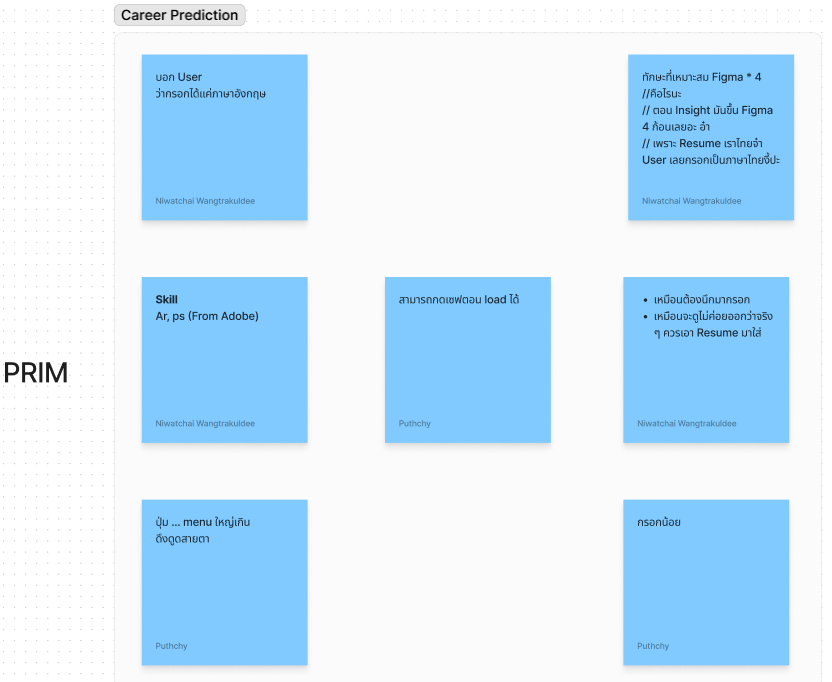 Career Prediction
บอก User
ว่ากรอกได้แค่ภาษาอังกฤษ
Niwatchai Wangtrakuldee
ทักษะที่เหมาะสม Figma * 4
//คือไรนะ
// ตอน Insight มันขึ้น Figma
4 ก้อนเลยอะ อ๋า
// เพราะ Resume เราไทยจ๋า
User เลยกรอกเป็นภาษาไทยงี้ปะ
Niwatchai Wangtrakuldee
PRIM
Skill
Ar, ps (From Adobe)
Niwatchai Wangtrakuldee
สามารถกดเซฟตอน load ได้
Puthchy
• เหมือนต้องนึกมากรอก
• เหมือนจะดูไม่ค่อยออกว่าจริง
ๆ ควรเอา Resume มาใส่
Niwatchai Wangtrakuldee
ปุ่ม ... menu ใหญ่เกิน
ดึงดูดสายตา
Puthchy
กรอกน้อย
Puthchy